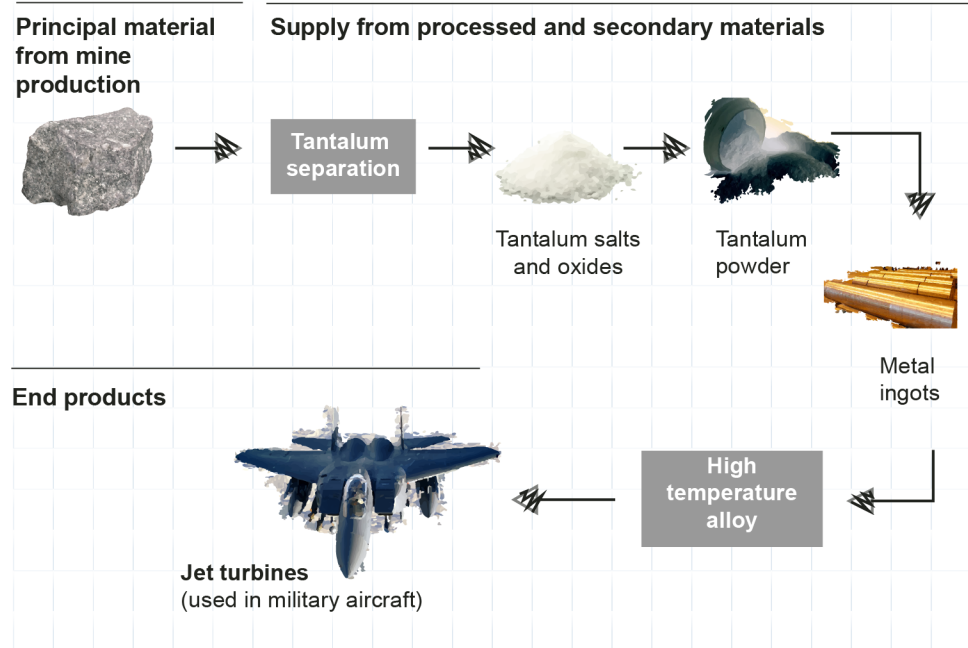 Principal material
from mine
production
Supply from processed and secondary materials
Tantalum
separation
Tantalum salts
and oxides
Tantalum
powder
Metal
ingots
High
temperature
alloy
End products
Jet turbines
(used in military aircraft)